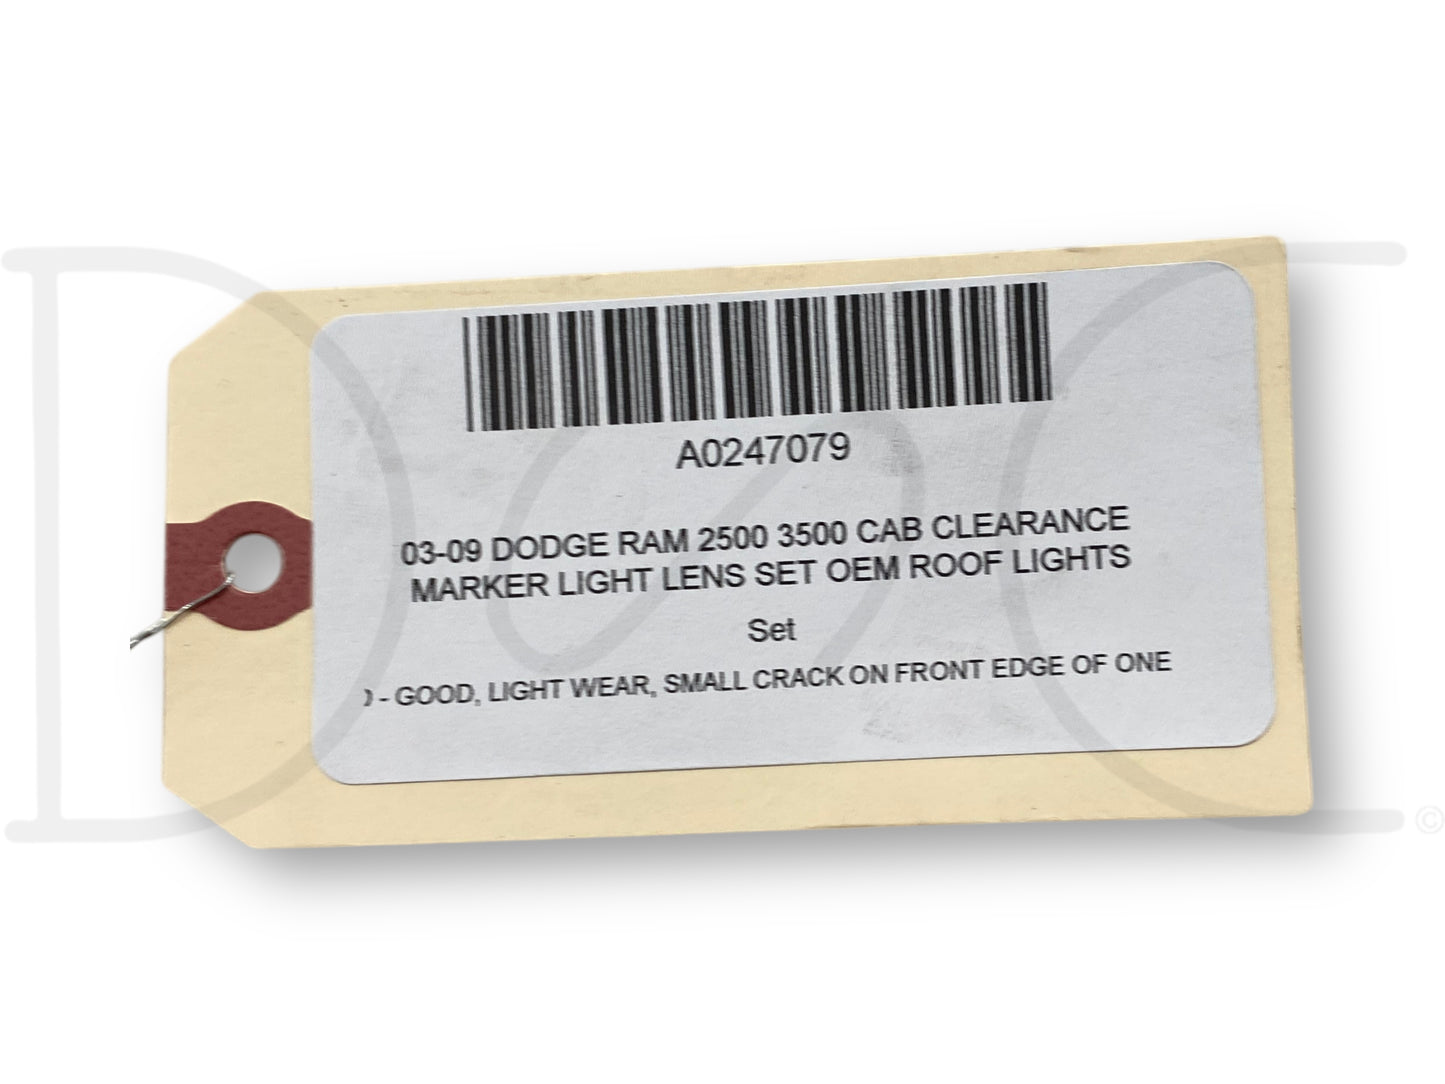 A0247079
03-09 DODGE RAM 2500 3500 CAB CLEARANCE
MARKER LIGHT LENS SET OEM ROOF LIGHTS
Set
- GOOD, LIGHT WEAR, SMALL CRACK ON FRONT EDGE OF ONE
©